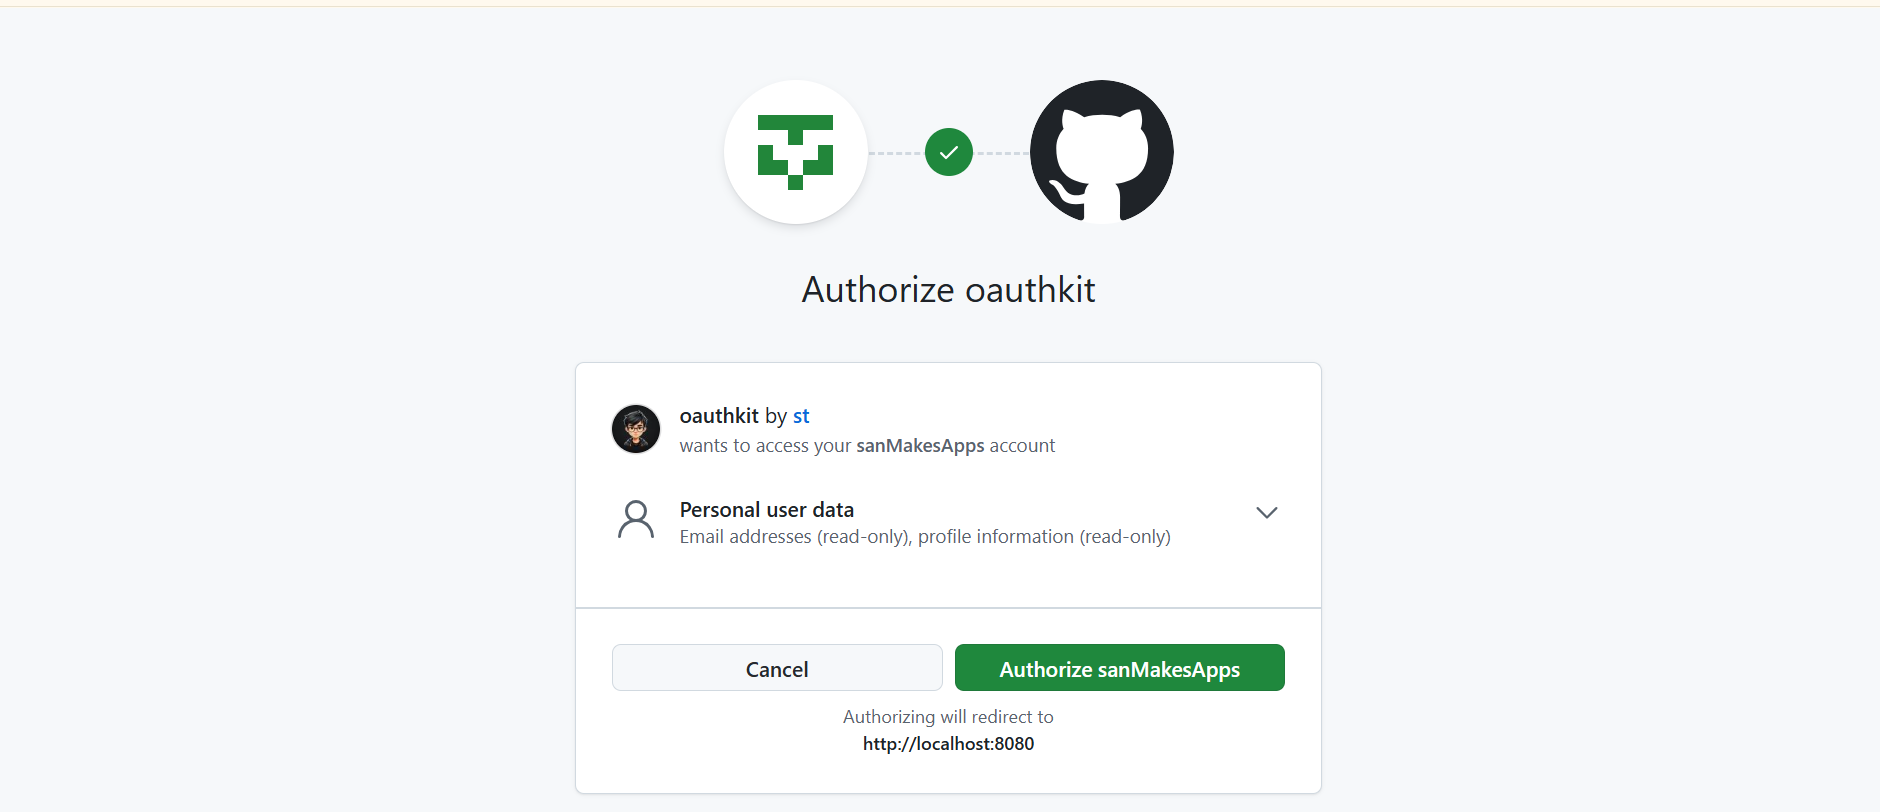 Authorize oauthkit
oauthkit by st
wants to access your sanMakesApps account
Personal user data
Email addresses (read-only), profile information (read-only)
Cancel
Authorize sanMakesApps
Authorizing will redirect to
http://localhost:8080